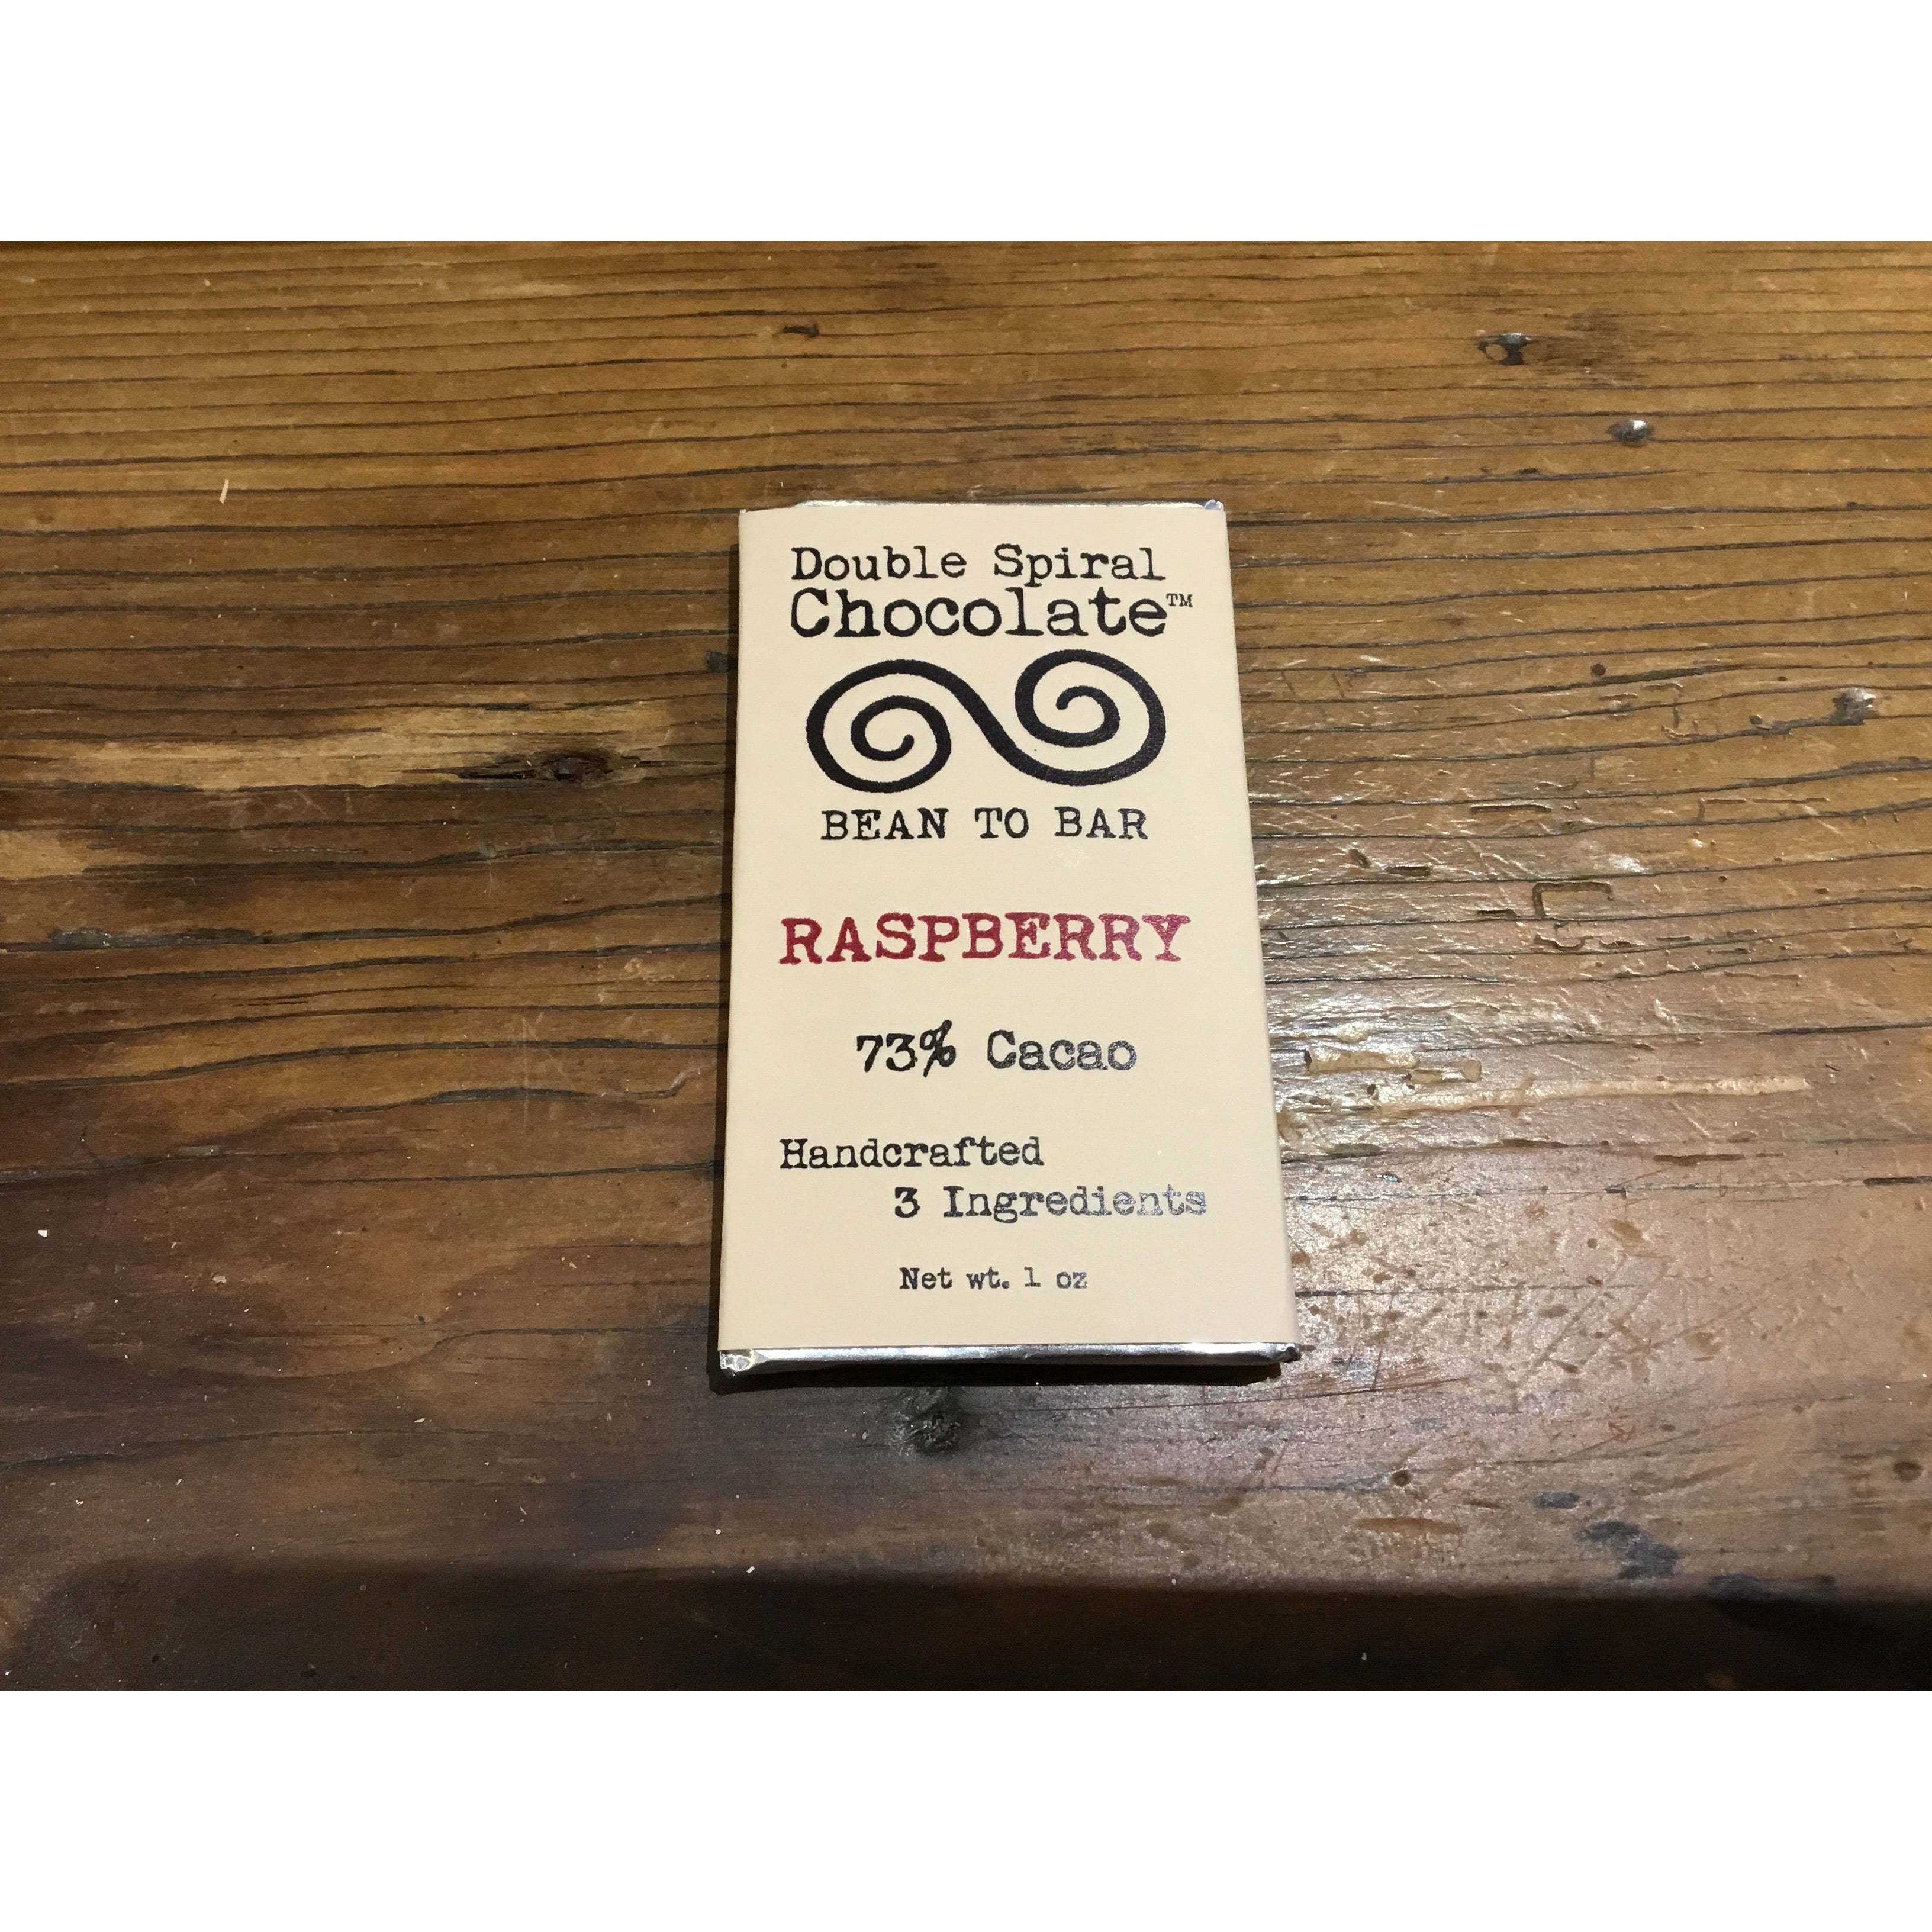 Double Spiral
Chocolate™
BEAN TO BAR
RASPBERRY
73% Cacao
Handcrafted
3 Ingredients
Net wt. 1 oz